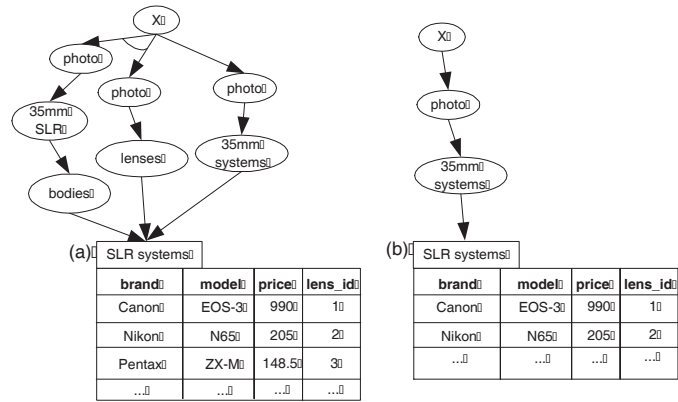 X
photo
35mm
SLR
bodies
photo
lenses
photo
35mm
systems
(a)
SLR systems
brand model price lens_id
Canon EOS-3 990 1
Nikon N65 205 2
Pentax ZX-M 148.5 3
... ... ... ...
X
photo
35mm
systems
(b)
SLR systems
brand model price lens_id
Canon EOS-3 990 1
Nikon N65 205 2
... ... ... ...